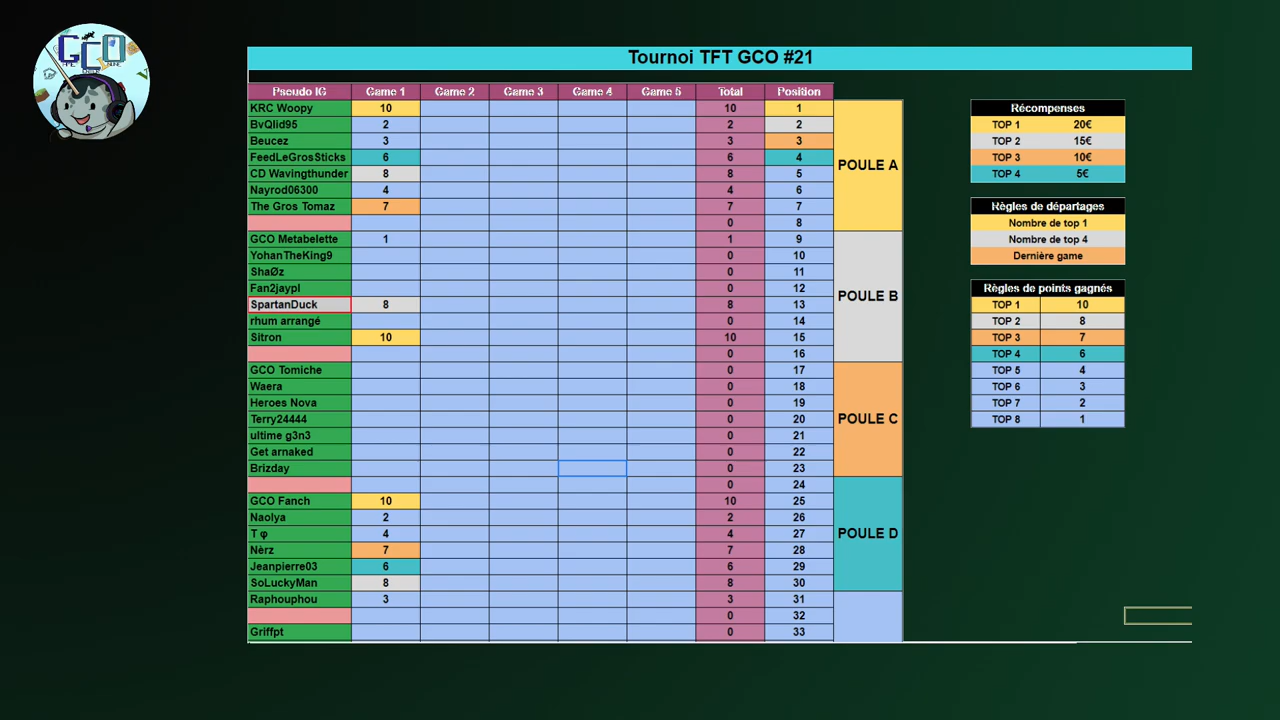 GCO
Tournoi TFT GCO #21
Pseudo IG Game 1 Game 2 Game 3 Game 4 Game 5 Total Position
KRC Woopy 10 10 1
BvQlid95 2 2 2
Beucez 3 3 3
FeedLeGrosSticks 6 6 4
CD Wavingthunder 8 8 5
Nayrod06300 4 4 6
The Gros Tomaz 7 7 7
0 8
POULE A
GCO Metabelette 1 1 9
YohanTheKing9 0 10
ShaØz 0 11
Fan2jaypl 0 12
SpartanDuck 8 8 13
rhum arrangé 0 14
Sitron 10 10 15
0 16
POULE B
GCO Tomiche 0 17
Waera 0 18
Heroes Nova 0 19
Terry24444 0 20
ultime g3n3 0 21
Get arnaked 0 22
Brizday 0 23
0 24
POULE C
GCO Fanch 10 10 25
Naolya 2 2 26
T φ 4 4 27
Nèrz 7 7 28
Jeanpierre03 6 6 29
SoLuckyMan 8 8 30
Raphouphou 3 3 31
0 32
Griffpt 0 33
POULE D
Récompenses
TOP 1 20€
TOP 2 15€
TOP 3 10€
TOP 4 5€
Règles de départages
Nombre de top 1
Nombre de top 4
Dernière game
Règles de points gagnés
TOP 1 10
TOP 2 8
TOP 3 7
TOP 4 6
TOP 5 4
TOP 6 3
TOP 7 2
TOP 8 1